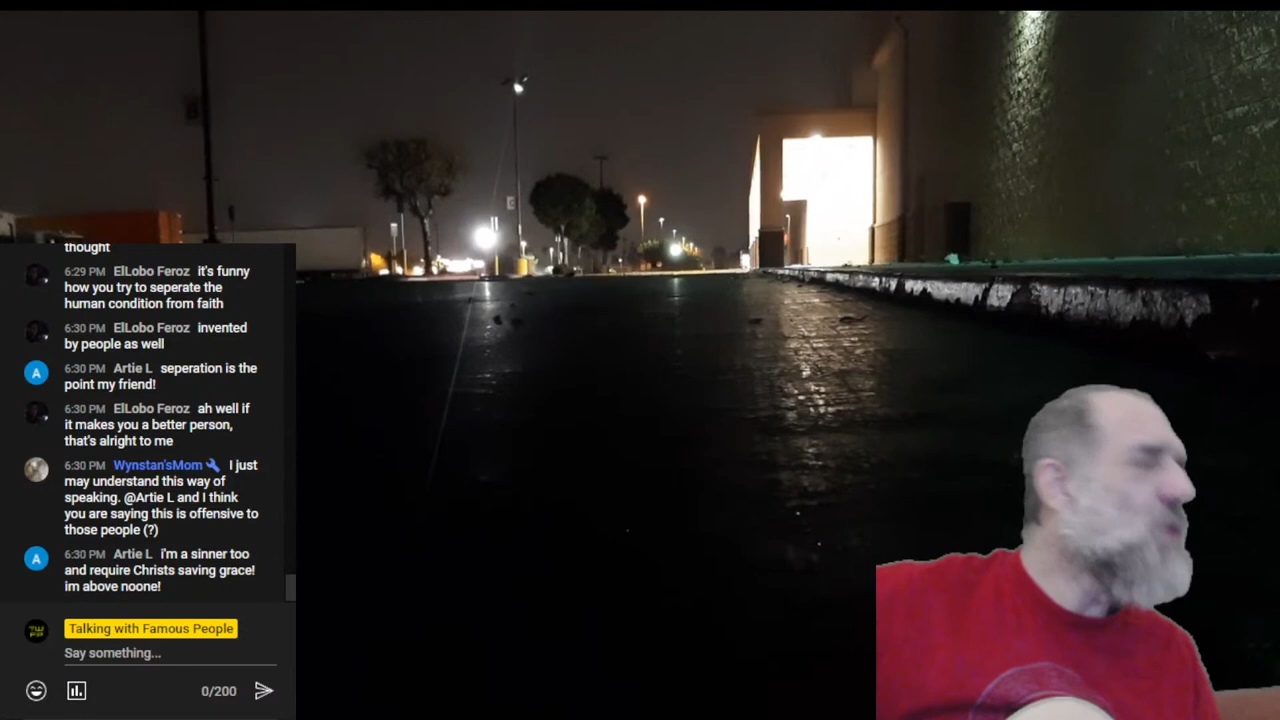 thought
6:29 PM ElLobo Feroz it's funny
how you try to seperate the
human condition from faith
6:30 PM ElLobo Feroz invented
by people as well
A
6:30 PM Artie L seperation is the
point my friend!
6:30 PM ElLobo Feroz ah well if
it makes you a better person,
that's alright to me
6:30 PM Wynstan'sMom I just
may understand this way of
speaking. @Artie L and I think
you are saying this is offensive to
those people (?)
A
6:30 PM Artie L i'm a sinner too
and require Christs saving grace!
im above noone!
TW
FP
Talking with Famous People
Say something...
0/200